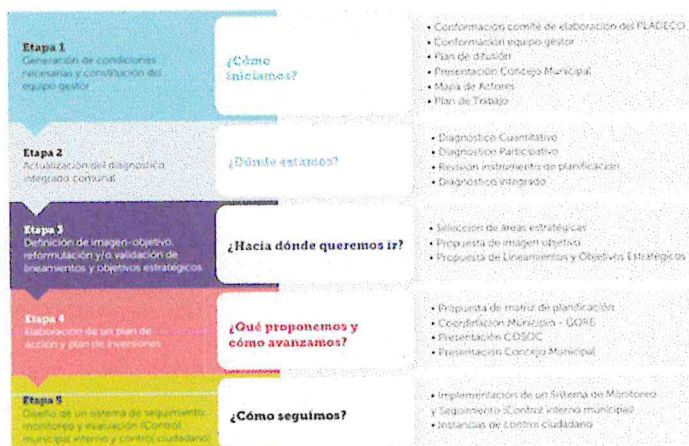 Etapa 1
Generación de condiciones
necesarias y constitución del
equipo gestor
¿Cómo
iniciamos?
• Conformación comité de elaboración del PLADECO
• Conformación equipo gestor
• Plan de difusión
• Presentación Concejo Municipal
• Mapa de Actores
• Plan de Trabajo
Etapa 2
Actualización del diagnostico
integrado comunal
¿Dónde estamos?
• Diagnóstico Cuantitativo
• Diagnostico Participativo
• Revisión instrumento de planificación
• Diagnóstico integrado
Etapa 3
Definición de imagen-objetivo,
reformulación y/o validación de
lineamientos y objetivos estratégicos
¿Hacia dónde queremos ir?
• Selección de áreas estratégicas
• Propuesta de imagen objetivo
• Propuesta de Lineamientos y Objetivos Estratégicos
Etapa 4
Elaboración de un plan de
acción y plan de inversiones
¿Qué proponemos y
cómo avanzamos?
• Propuesta de matriz de planificación
• Coordinación Municipio - GORE
• Presentación COSOC
• Presentación Concejo Municipal
Etapa 5
Diseño de un sistema de seguimiento,
monitoreo y evaluación (Control
municipal interno y control ciudadano)
¿Cómo seguimos?
• Implementación de un Sistema de Monitoreo
y Seguimiento (Control interno municipal)
• Instancias de control ciudadano